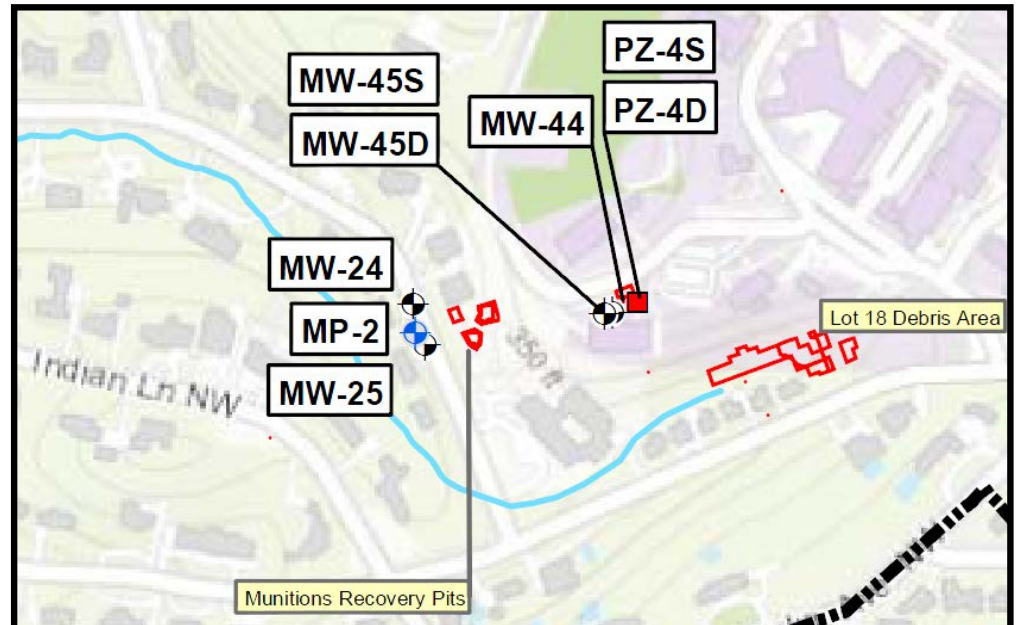 PZ-4S
MW-45S
PZ-4D
MW-44
MW-45D
MW-24
MP-2
MW-25
Lot 18 Debris Area
350 ft
Indian Ln NW
Munitions Recovery Pits